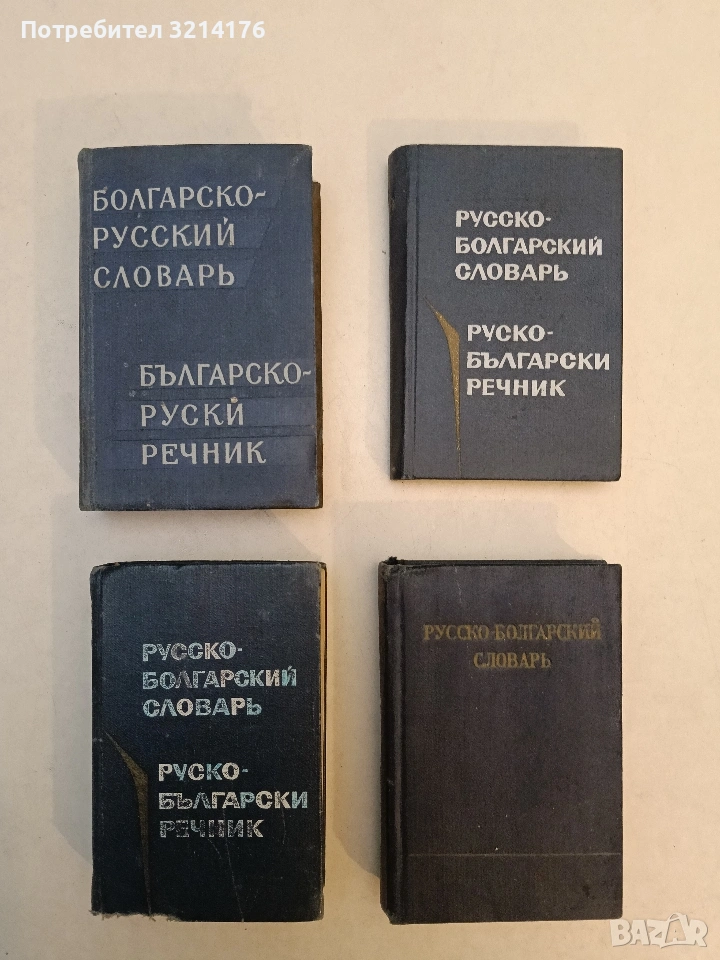 Потребител 3214176
БОЛГАРСКО-
РУССКИЙ
СЛОВАРЬ
БЪЛГАРСКО-
РУСКИ
РЕЧНИК
РУССКО-
БОЛГАРСКИЙ
СЛОВАРЬ
РУСКО-
БЪЛГАРСКИ
РЕЧНИК
РУССКО-
БОЛГАРСКИЙ
СЛОВАРЬ
РУСКО-
БЪЛГАРСКИ
РЕЧНИК
РУССКО-БОЛГАРСКИЙ
СЛОВАРЬ
BAZAR